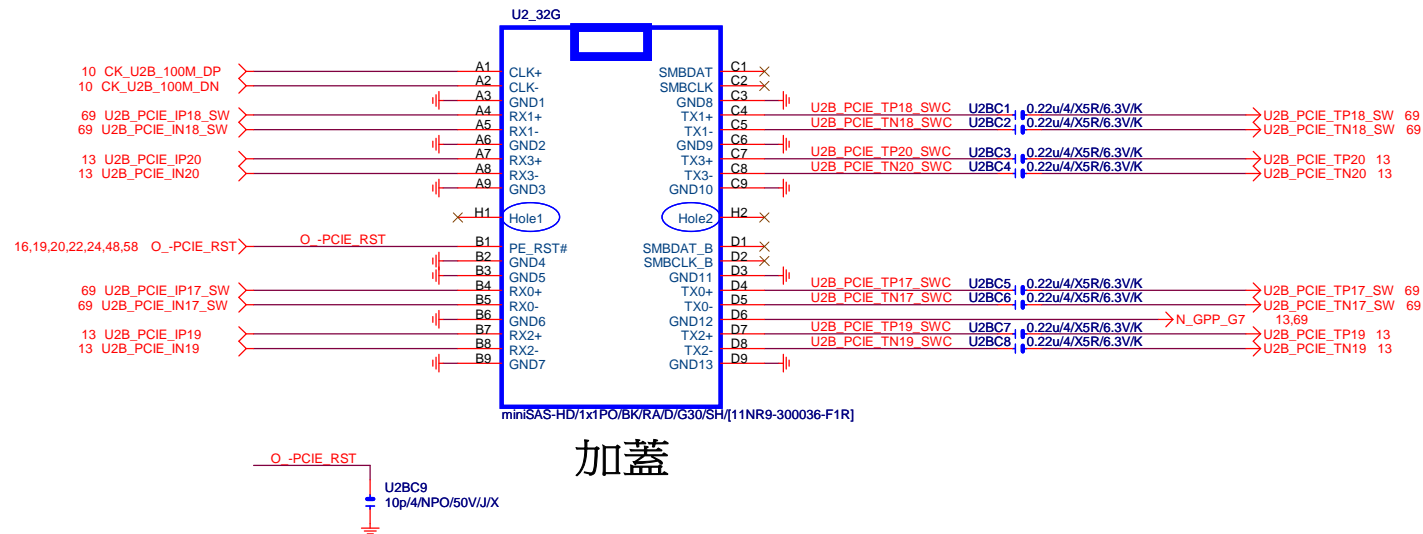 U2_32G
10 CK_U2B_100M_DP A1 CLK+ SMBDAT C1
10 CK_U2B_100M_DN A2 CLK- SMBCLK C2
A3 GND1 GND8 C3
69 U2B_PCIE_IP18_SW A4 RX1+ TX1+ C4 U2B_PCIE_TP18_SWC U2BC1 0.22u/4/X5R/6.3V/K U2B_PCIE_TP18_SW 69
69 U2B_PCIE_IN18_SW A5 RX1- TX1- C5 U2B_PCIE_TN18_SWC U2BC2 0.22u/4/X5R/6.3V/K U2B_PCIE_TN18_SW 69
A6 GND2 GND9 C6
13 U2B_PCIE_IP20 A7 RX3+ TX3+ C7 U2B_PCIE_TP20_SWC U2BC3 0.22u/4/X5R/6.3V/K U2B_PCIE_TP20 13
13 U2B_PCIE_IN20 A8 RX3- TX3- C8 U2B_PCIE_TN20_SWC U2BC4 0.22u/4/X5R/6.3V/K U2B_PCIE_TN20 13
A9 GND3 GND10 C9
H1 Hole1 Hole2 H2
16,19,20,22,24,48,58 O_-PCIE_RST O_-PCIE_RST B1 PE_RST# SMBDAT_B D1
B2 GND4 SMBCLK_B D2
B3 GND5 GND11 D3
69 U2B_PCIE_IP17_SW B4 RX0+ TX0+ D4 U2B_PCIE_TP17_SWC U2BC5 0.22u/4/X5R/6.3V/K U2B_PCIE_TP17_SW 69
69 U2B_PCIE_IN17_SW B5 RX0- TX0- D5 U2B_PCIE_TN17_SWC U2BC6 0.22u/4/X5R/6.3V/K U2B_PCIE_TN17_SW 69
B6 GND6 GND12 D6 N_GPP_G7 13,69
13 U2B_PCIE_IP19 B7 RX2+ TX2+ D7 U2B_PCIE_TP19_SWC U2BC7 0.22u/4/X5R/6.3V/K U2B_PCIE_TP19 13
13 U2B_PCIE_IN19 B8 RX2- TX2- D8 U2B_PCIE_TN19_SWC U2BC8 0.22u/4/X5R/6.3V/K U2B_PCIE_TN19 13
B9 GND7 GND13 D9
miniSAS-HD/1x1PO/BK/RA/D/G30/SH/[11NR9-300036-F1R]
加蓋
O_-PCIE_RST
U2BC9
10p/4/NPO/50V/J/X